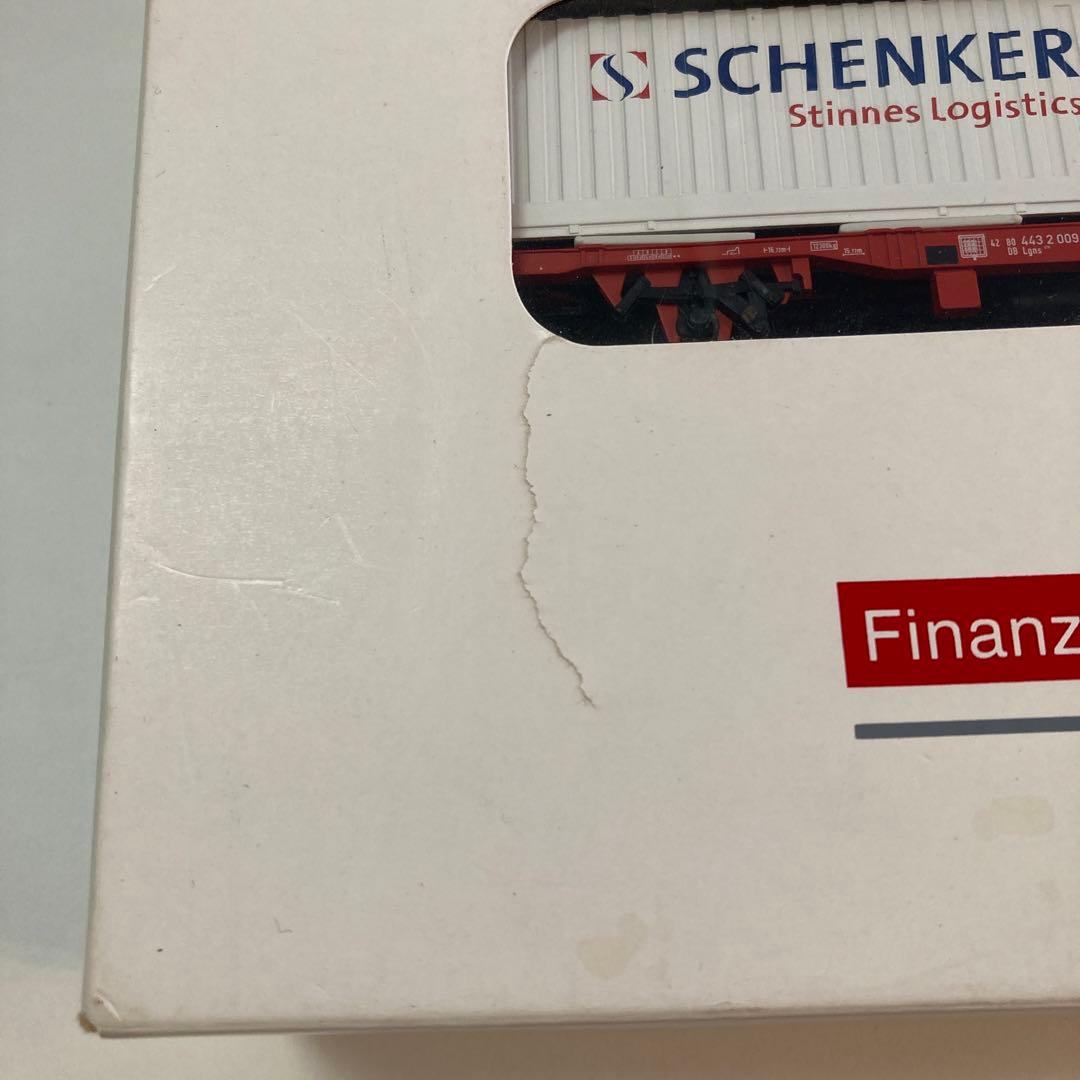 SCHENKER
Stinnes Logistics
42 80 443 2 009
DB Lgns
Finanz